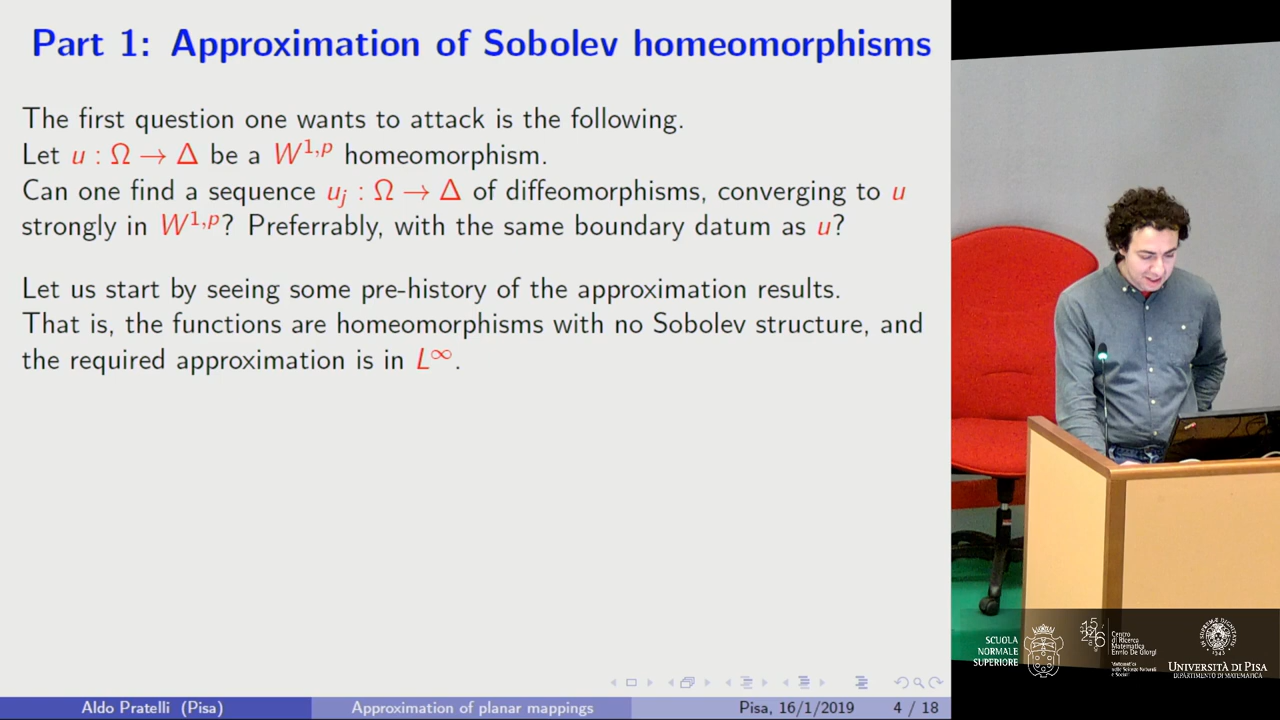 Part 1: Approximation of Sobolev homeomorphisms
The first question one wants to attack is the following.
Let u : Ω → Δ be a W^{1,p} homeomorphism.
Can one find a sequence u_j : Ω → Δ of diffeomorphisms, converging to u
strongly in W^{1,p}? Preferrably, with the same boundary datum as u?
Let us start by seeing some pre-history of the approximation results.
That is, the functions are homeomorphisms with no Sobolev structure, and
the required approximation is in L^∞.
Aldo Pratelli (Pisa) Approximation of planar mappings Pisa, 16/1/2019 4 / 18
SCUOLA
NORMALE
SUPERIORE
Centro
di Ricerca
Matematica
Ennio De Giorgi
UNIVERSITÀ DI PISA
DIPARTIMENTO DI MATEMATICA